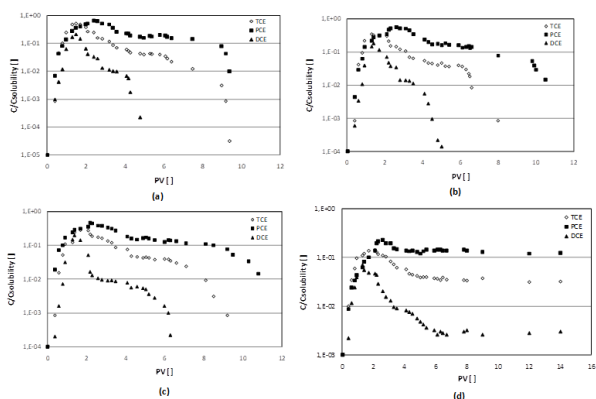 1,E+00
1,E-01
1,E-02
1,E-03
1,E-04
1,E-05
C/Csolubility [ ]
0 2 4 6 8 10 12
PV [ ]
TCE
PCE
DCE
(a)
1,E+00
1,E-01
1,E-02
1,E-03
1,E-04
C/Csolubility [ ]
0 2 4 6 8 10 12
PV [ ]
TCE
PCE
DCE
(b)
1,E+00
1,E-01
1,E-02
1,E-03
1,E-04
C/Csolubility [ ]
0 2 4 6 8 10 12
PV [ ]
TCE
PCE
DCE
(c)
1,E+00
1,E-01
1,E-02
1,E-03
C/Csolubility [ ]
0 2 4 6 8 10 12 14 16
PV [ ]
TCE
PCE
DCE
(d)